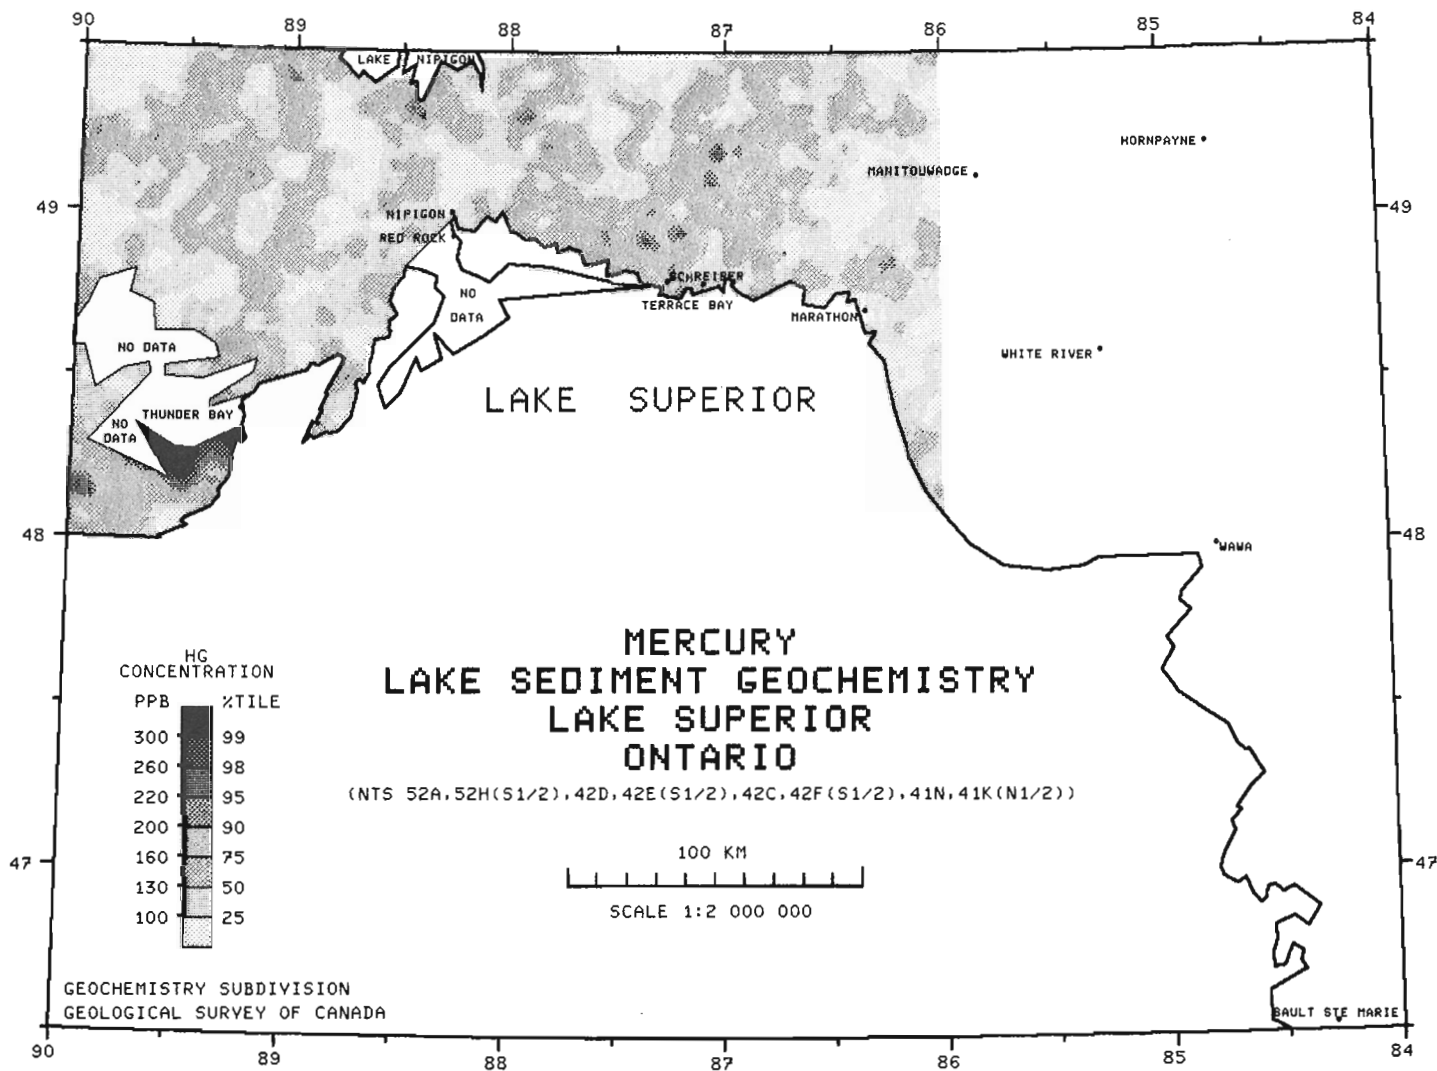 90 89 88 87 86 85 84
LAKE NIPIGON
HORNPAYNE
MANITOUWADGE
49 49
NIPIGON
RED ROCK
SCHREIBER
NO
DATA
TERRACE BAY
MARATHON
NO DATA
WHITE RIVER
LAKE SUPERIOR
THUNDER BAY
NO
DATA
48 48
WAWA
MERCURY
LAKE SEDIMENT GEOCHEMISTRY
LAKE SUPERIOR
ONTARIO
(NTS 52A,52H(S1/2),42D,42E(S1/2),42C,42F(S1/2),41N,41K(N1/2))
HG
CONCENTRATION
PPB %TILE
300 99
260 98
220 95
200 90
160 75
130 50
100 25
47 47
100 KM
SCALE 1:2 000 000
GEOCHEMISTRY SUBDIVISION
GEOLOGICAL SURVEY OF CANADA
SAULT STE MARIE
90 89 88 87 86 85 84